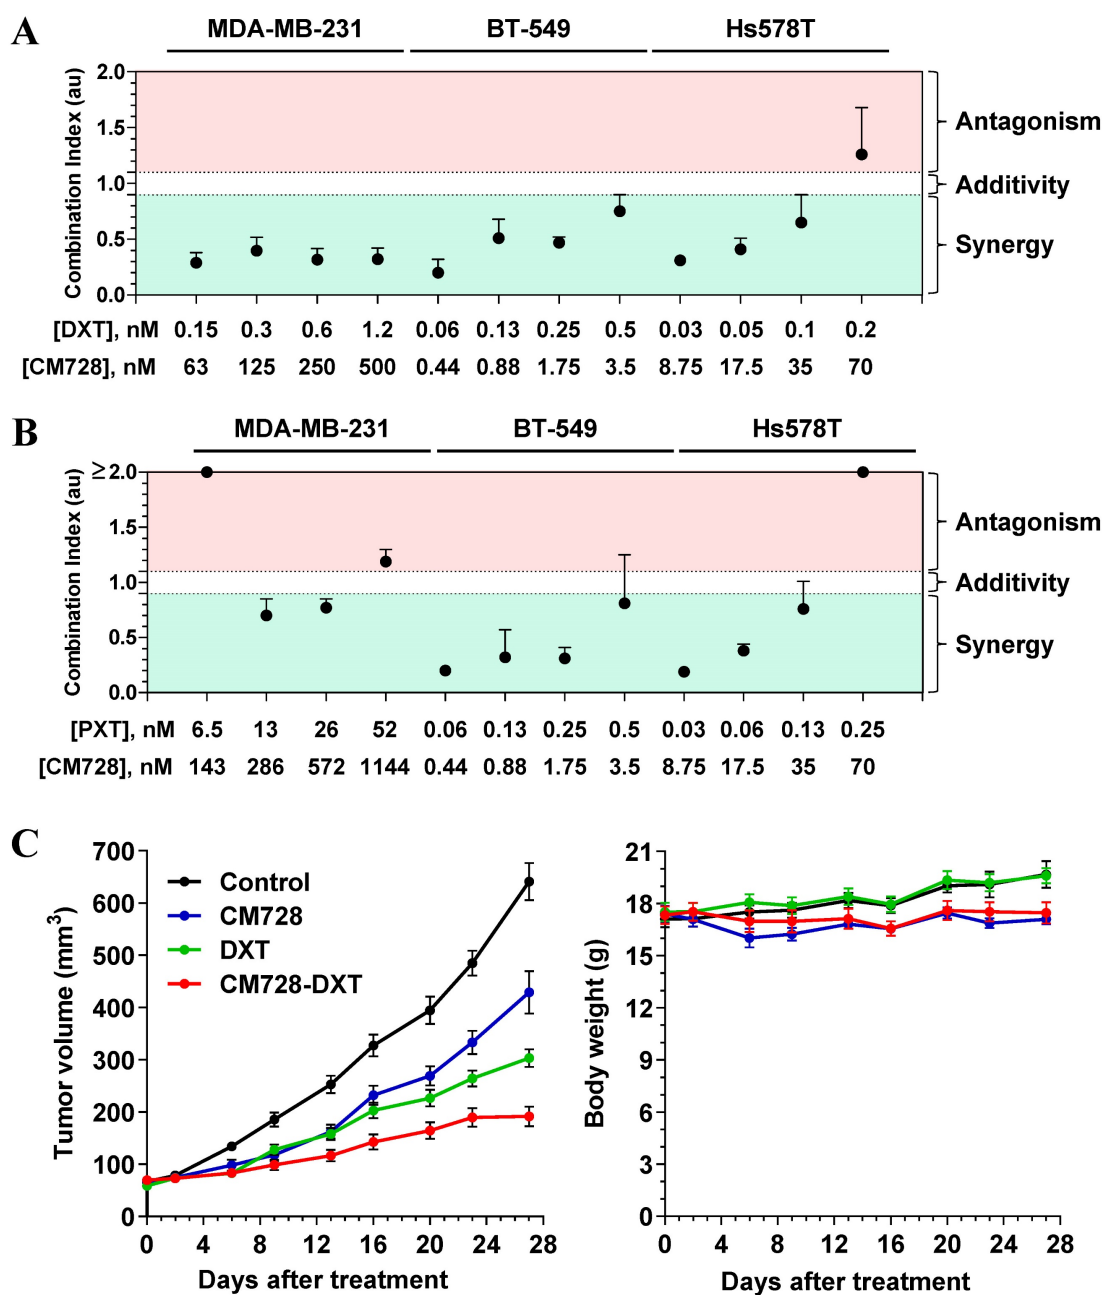 A
MDA-MB-231 BT-549 Hs578T
Combination Index (au)
2.0
1.5
1.0
0.5
0.0
Antagonism
Additivity
Synergy
[DXT], nM 0.15 0.3 0.6 1.2 0.06 0.13 0.25 0.5 0.03 0.05 0.1 0.2
[CM728], nM 63 125 250 500 0.44 0.88 1.75 3.5 8.75 17.5 35 70
B
MDA-MB-231 BT-549 Hs578T
Combination Index (au)
≥2.0
1.5
1.0
0.5
0.0
Antagonism
Additivity
Synergy
[PXT], nM 6.5 13 26 52 0.06 0.13 0.25 0.5 0.03 0.06 0.13 0.25
[CM728], nM 143 286 572 1144 0.44 0.88 1.75 3.5 8.75 17.5 35 70
C
Tumor volume (mm³)
700
600
500
400
300
200
100
0
Control
CM728
DXT
CM728-DXT
0 4 8 12 16 20 24 28
Days after treatment
Body weight (g)
21
18
15
12
9
6
3
0
0 4 8 12 16 20 24 28
Days after treatment